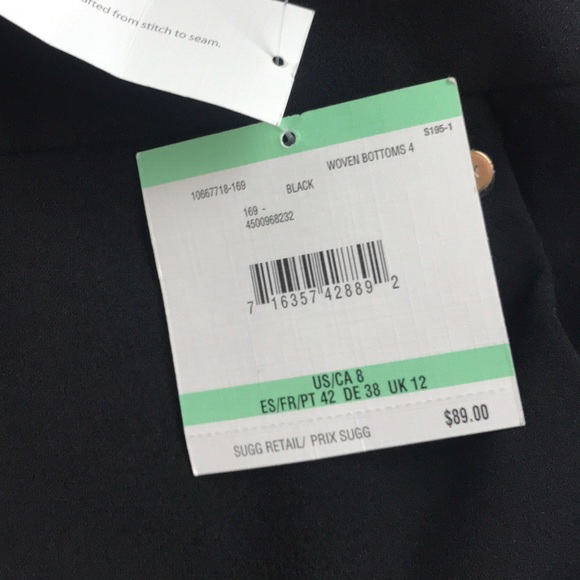 afted from stitch to seam.
S195-1
WOVEN BOTTOMS 4
10667718-169 BLACK
169 -
4500968232
7 16357 42889 2
US/CA 8
ES/FR/PT 42 DE 38 UK 12
$89.00
SUGG RETAIL/ PRIX SUGG